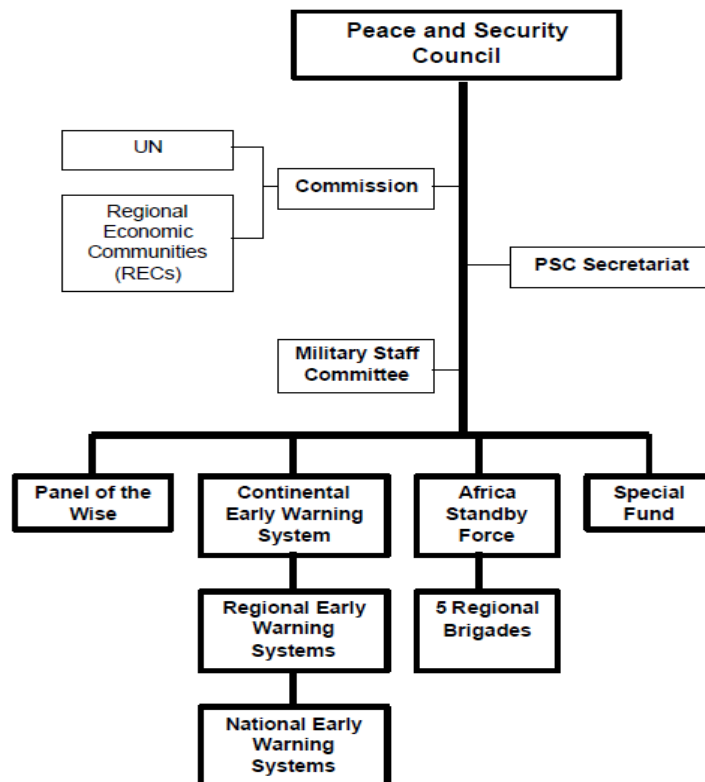 Peace and Security
Council
UN
Commission
Regional
Economic
Communities
(RECs)
PSC Secretariat
Military Staff
Committee
Panel of the
Wise
Continental
Early Warning
System
Africa
Standby
Force
Special
Fund
Regional Early
Warning
Systems
5 Regional
Brigades
National Early
Warning
Systems